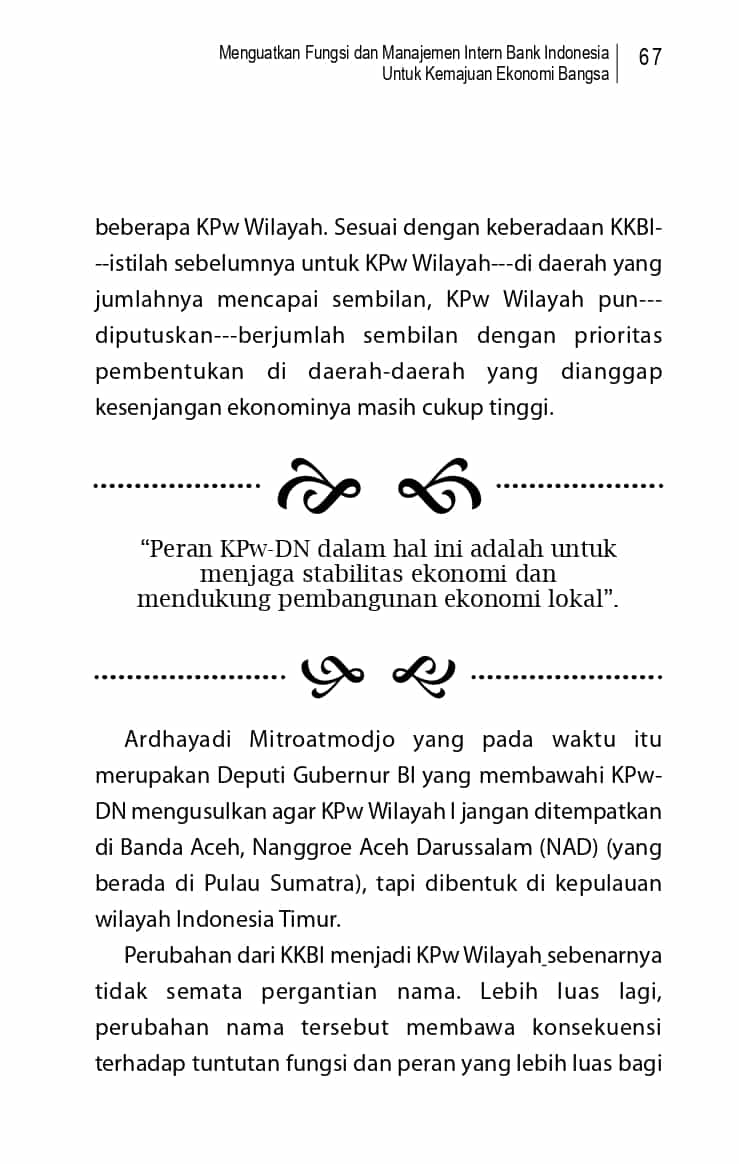 Menguatkan Fungsi dan Manajemen Intern Bank Indonesia
Untuk Kemajuan Ekonomi Bangsa
67
beberapa KPw Wilayah. Sesuai dengan keberadaan KKBI-
--istilah sebelumnya untuk KPw Wilayah---di daerah yang
jumlahnya mencapai sembilan, KPw Wilayah pun---
diputuskan---berjumlah sembilan dengan prioritas
pembentukan di daerah-daerah yang dianggap
kesenjangan ekonominya masih cukup tinggi.
“Peran KPw-DN dalam hal ini adalah untuk
menjaga stabilitas ekonomi dan
mendukung pembangunan ekonomi lokal”.
Ardhayadi Mitroatmodjo yang pada waktu itu
merupakan Deputi Gubernur BI yang membawahi KPw-
DN mengusulkan agar KPw Wilayah I jangan ditempatkan
di Banda Aceh, Nanggroe Aceh Darussalam (NAD) (yang
berada di Pulau Sumatra), tapi dibentuk di kepulauan
wilayah Indonesia Timur.
Perubahan dari KKBI menjadi KPw Wilayah sebenarnya
tidak semata pergantian nama. Lebih luas lagi,
perubahan nama tersebut membawa konsekuensi
terhadap tuntutan fungsi dan peran yang lebih luas bagi